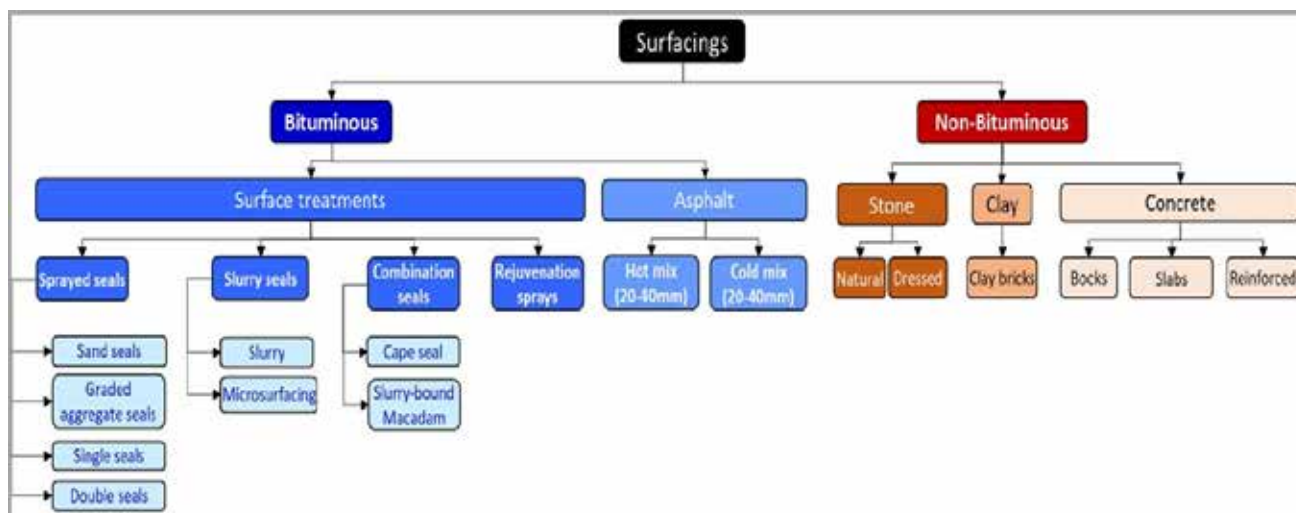 Surfacings
Bituminous
Non-Bituminous
Surface treatments
Asphalt
Stone
Clay
Concrete
Sprayed seals
Slurry seals
Combination
seals
Rejuvenation
sprays
Hot mix
(20-40mm)
Cold mix
(20-40mm)
Natural
Dressed
Clay bricks
Bocks
Slabs
Reinforced
Sand seals
Graded
aggregate seals
Single seals
Double seals
Slurry
Microsurfacing
Cape seal
Slurry-bound
Macadam